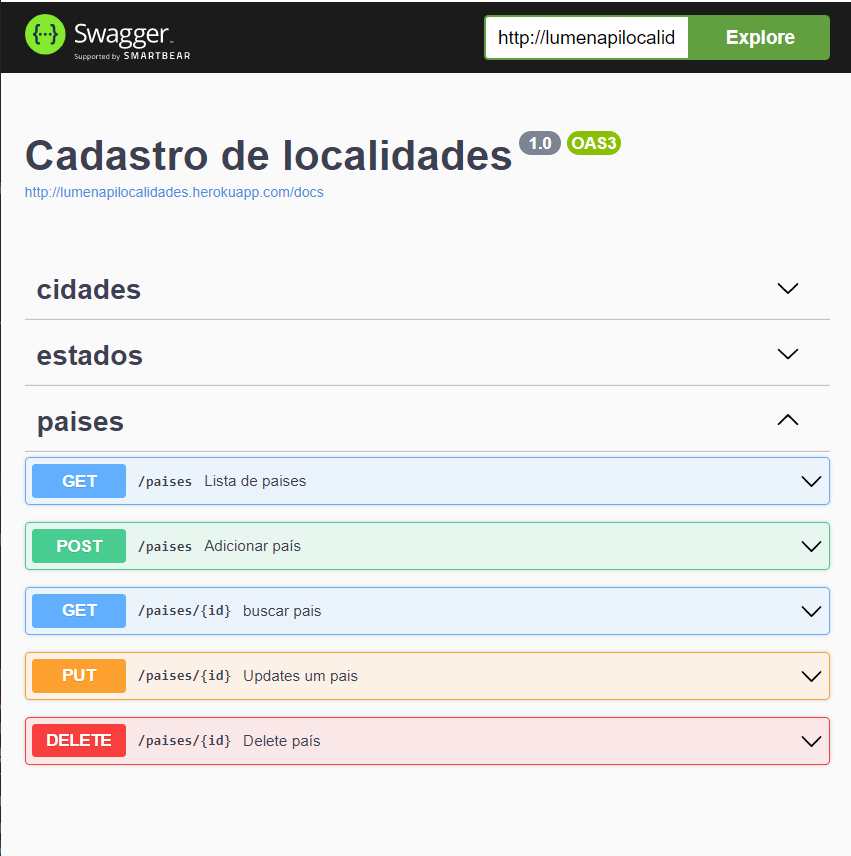 Swagger
Supported by SMARTBEAR
http://lumenapilocalid
Explore
Cadastro de localidades 1.0 OAS3
http://lumenapilocalidades.herokuapp.com/docs
cidades
estados
paises
GET /paises Lista de paises
POST /paises Adicionar país
GET /paises/{id} buscar pais
PUT /paises/{id} Updates um pais
DELETE /paises/{id} Delete país